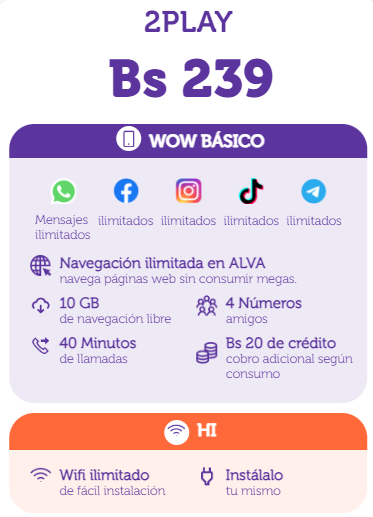 2PLAY
Bs 239
WOW BÁSICO
Mensajes ilimitados
ilimitados
ilimitados
ilimitados
ilimitados
Navegación ilimitada en ALVA
navega páginas web sin consumir megas.
10 GB
de navegación libre
4 Números
amigos
40 Minutos
de llamadas
Bs 20 de crédito
cobro adicional según
consumo
HI
Wifi ilimitado
de fácil instalación
Instálalo
tu mismo